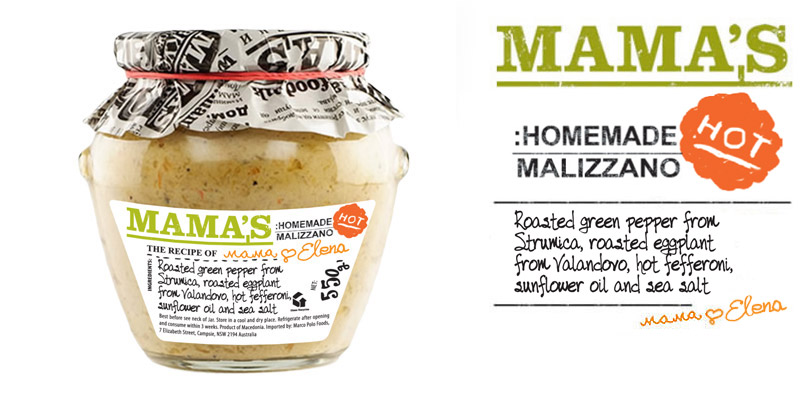 MAMA'S
:HOMEMADE
MALIZZANO
HOT
THE RECIPE OF mama Elena
INGREDIENTS:
Roasted green pepper from
Strumica, roasted eggplant
from Valandovo, hot fefferoni,
sunflower oil and sea salt
NET:
550g.
Best before see neck of Jar. Store in a cool and dry place. Refrigerate after opening
and consume within 3 weeks. Product of Macedonia. Imported by: Marco Polo Foods,
7 Elizabeth Street, Campsie, NSW 2194 Australia
MAMA'S
:HOMEMADE
MALIZZANO
HOT
Roasted green pepper from
Strumica, roasted eggplant
from Valandovo, hot fefferoni,
sunflower oil and sea salt
mama Elena